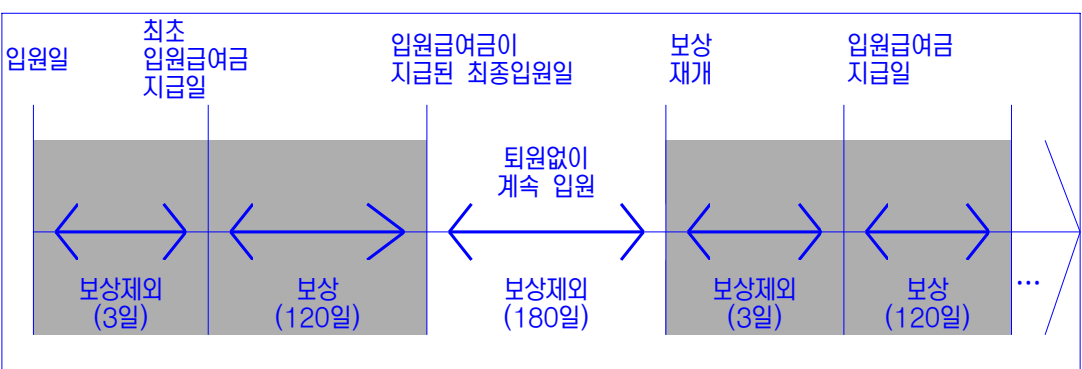 입원일
최초
입원급여금
지급일
입원급여금이
지급된 최종입원일
보상
재개
입원급여금
지급일
퇴원없이
계속 입원
보상제외
(3일)
보상
(120일)
보상제외
(180일)
보상제외
(3일)
보상
(120일)
...